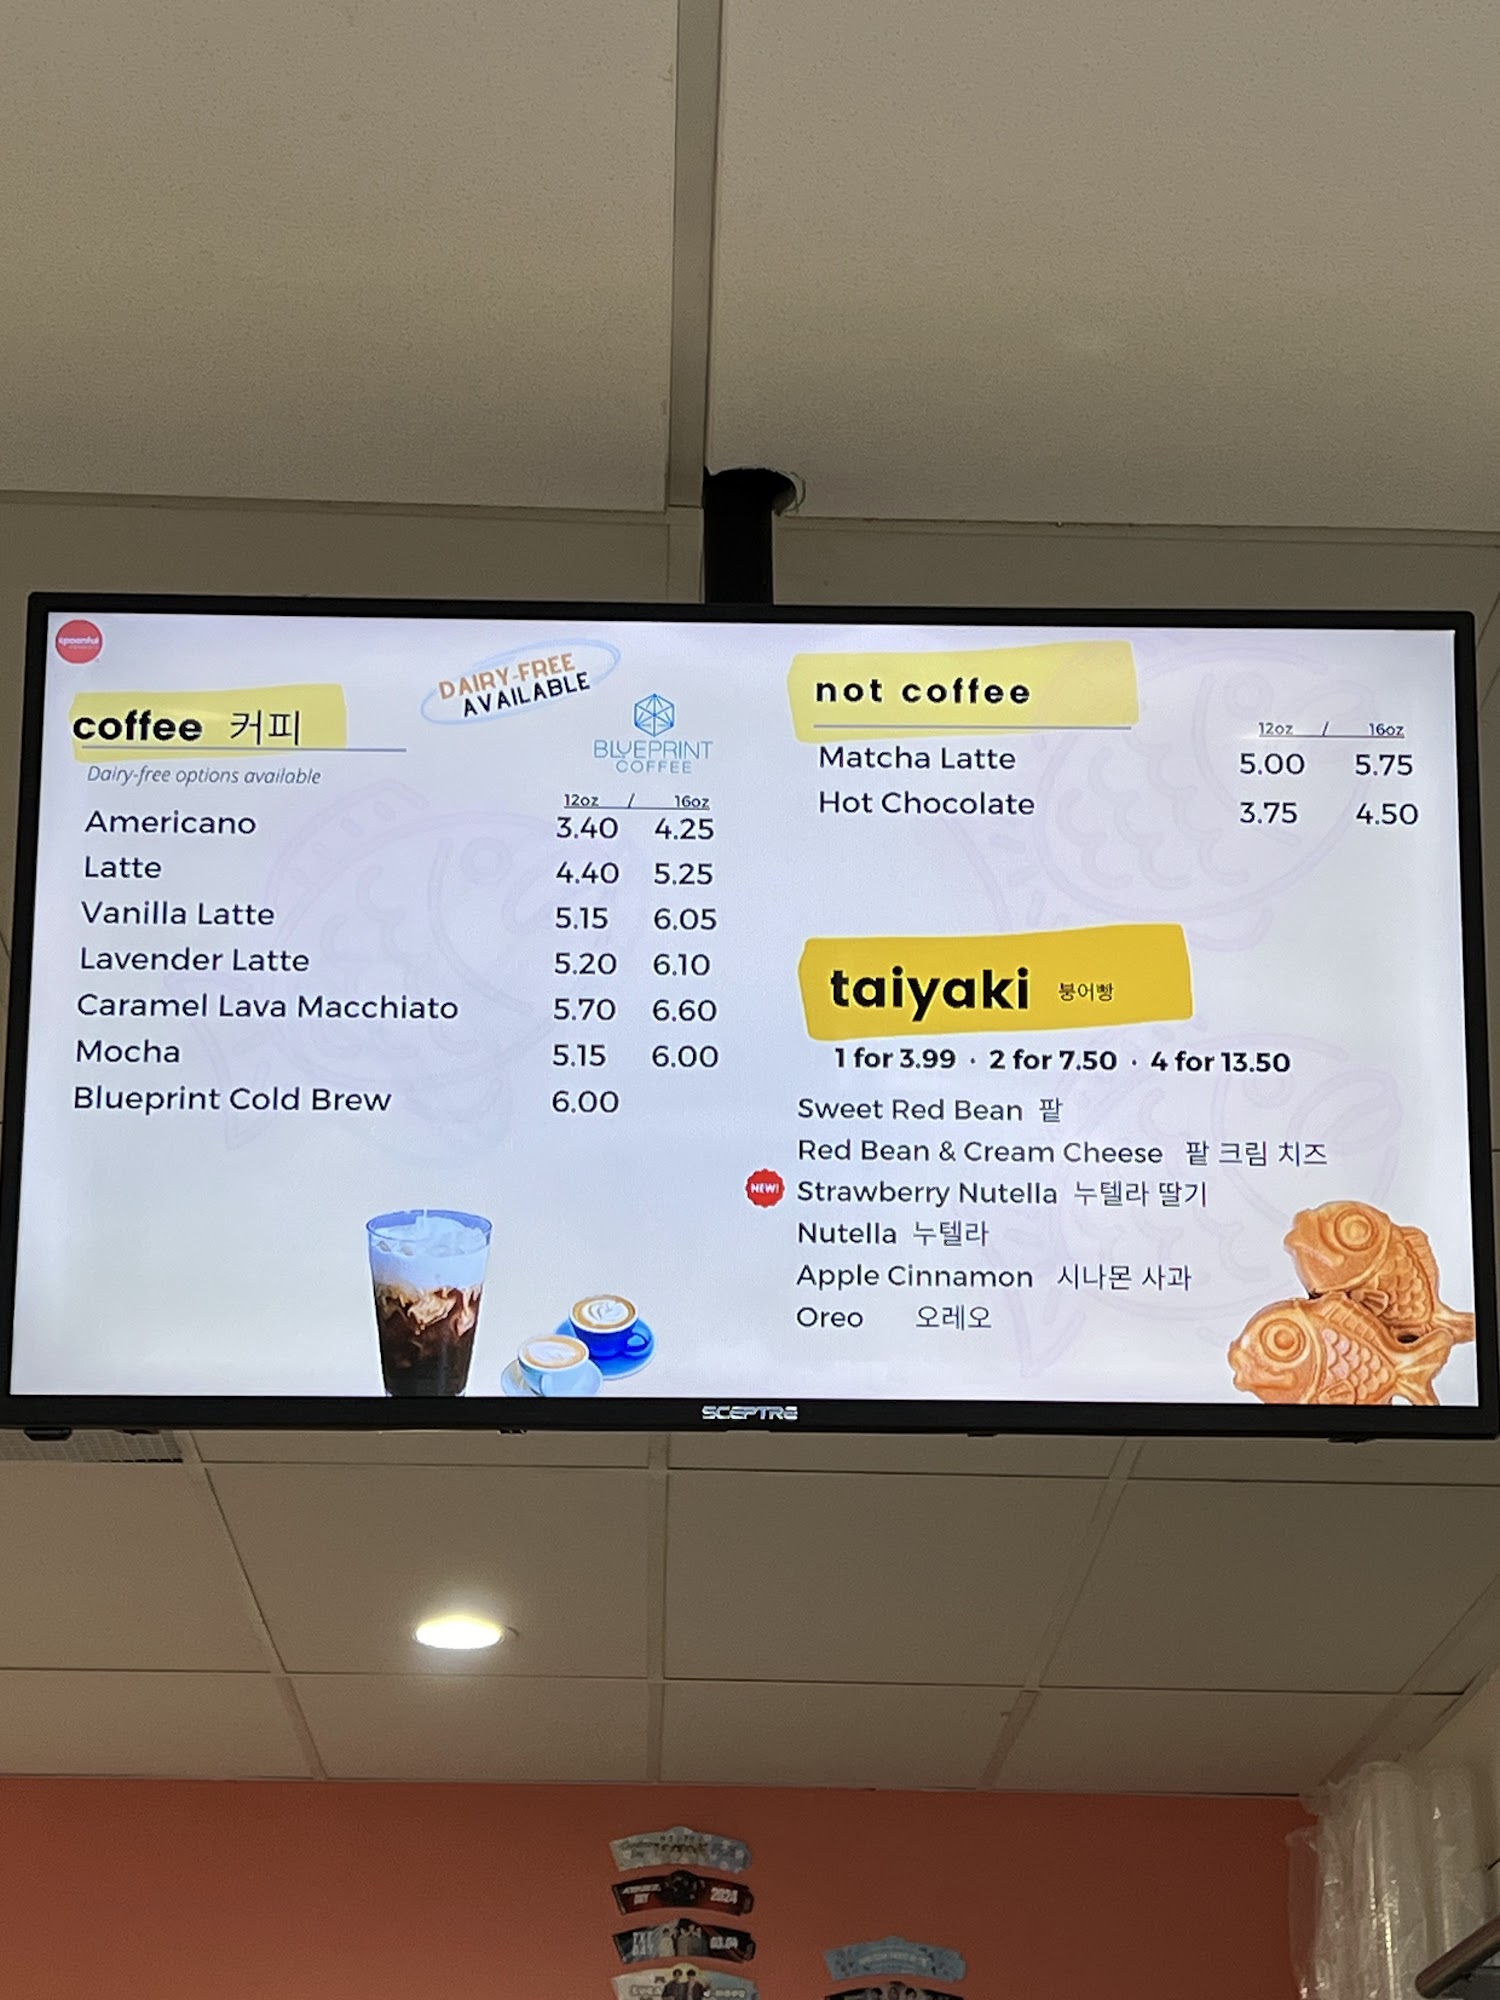 spoonful
DAIRY-FREE
AVAILABLE
coffee 커피
Dairy-free options available
BLUEPRINT
COFFEE
12oz / 16oz
Americano 3.40 4.25
Latte 4.40 5.25
Vanilla Latte 5.15 6.05
Lavender Latte 5.20 6.10
Caramel Lava Macchiato 5.70 6.60
Mocha 5.15 6.00
Blueprint Cold Brew 6.00
not coffee
12oz / 16oz
Matcha Latte 5.00 5.75
Hot Chocolate 3.75 4.50
taiyaki 붕어빵
1 for 3.99 · 2 for 7.50 · 4 for 13.50
Sweet Red Bean 팥
Red Bean & Cream Cheese 팥 크림 치즈
NEW! Strawberry Nutella 누텔라 딸기
Nutella 누텔라
Apple Cinnamon 시나몬 사과
Oreo 오레오
SCEPTRE
2024
03.04